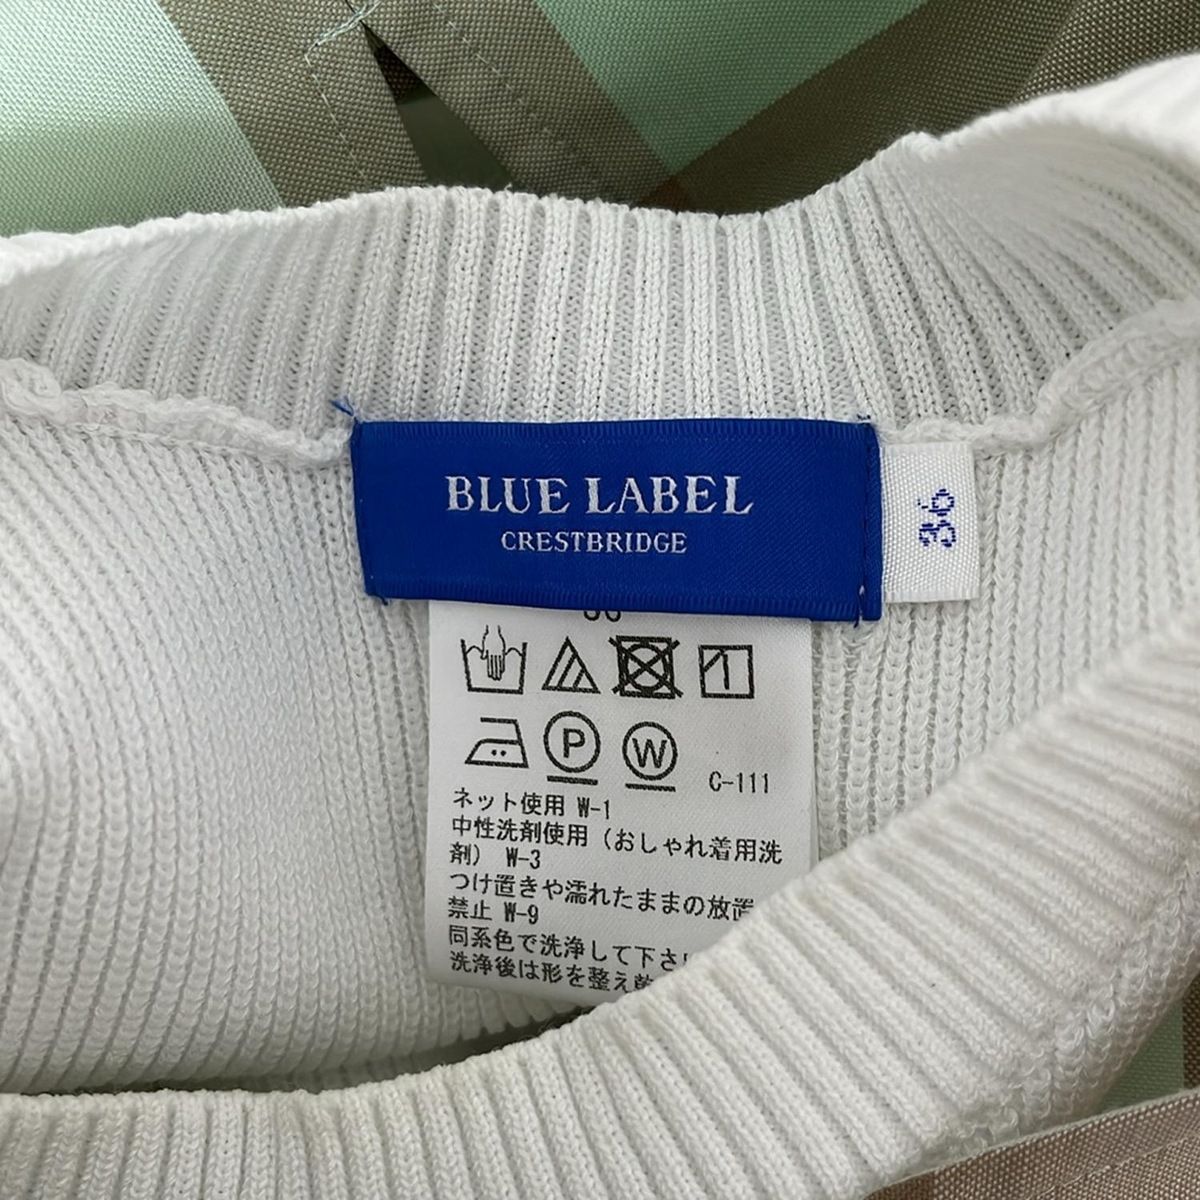 BLUE LABEL
CRESTBRIDGE
36
P
W
C-111
ネット使用 W-1
中性洗剤使用（おしゃれ着用洗
剤） W-3
つけ置きや濡れたままの放置
禁止 W-9
同系色で洗浄して下さい
洗浄後は形を整え乾